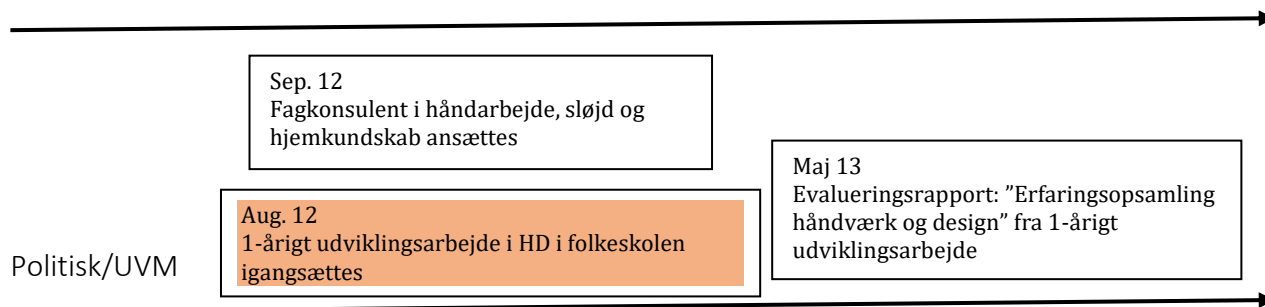 Sep. 12
Fagkonsulent i håndarbejde, sløjd og
hjemkundskab ansættes
Aug. 12
1-årigt udviklingsarbejde i HD i folkeskolen
igangsættes
Maj 13
Evalueringsrapport: ”Erfaringsopsamling
håndværk og design” fra 1-årigt
udviklingsarbejde
Politisk/UVM